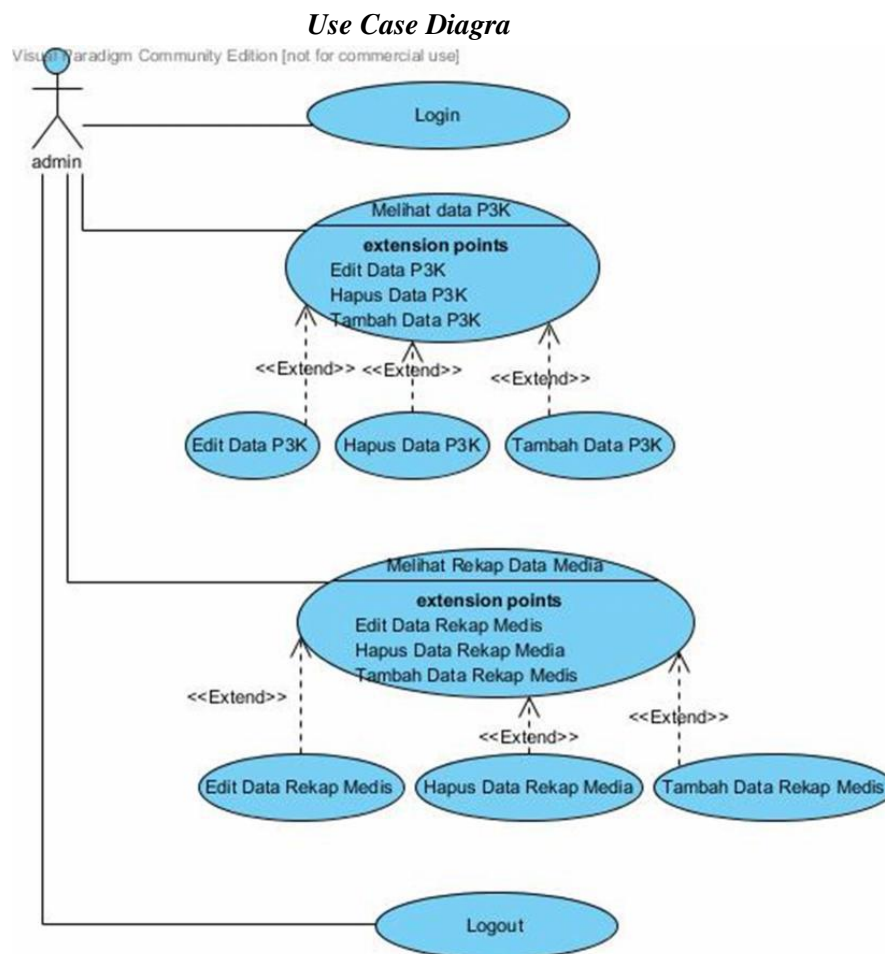 Use Case Diagra
Visual Paradigm Community Edition [not for commercial use]
Login
admin
Melihat data P3K
extension points
Edit Data P3K
Hapus Data P3K
Tambah Data P3K
<<Extend>> <<Extend>> <<Extend>>
Edit Data P3K Hapus Data P3K Tambah Data P3K
Melihat Rekap Data Media
extension points
Edit Data Rekap Medis
Hapus Data Rekap Media
Tambah Data Rekap Medis
<<Extend>>
<<Extend>>
<<Extend>>
Edit Data Rekap Medis Hapus Data Rekap Media Tambah Data Rekap Medis
Logout